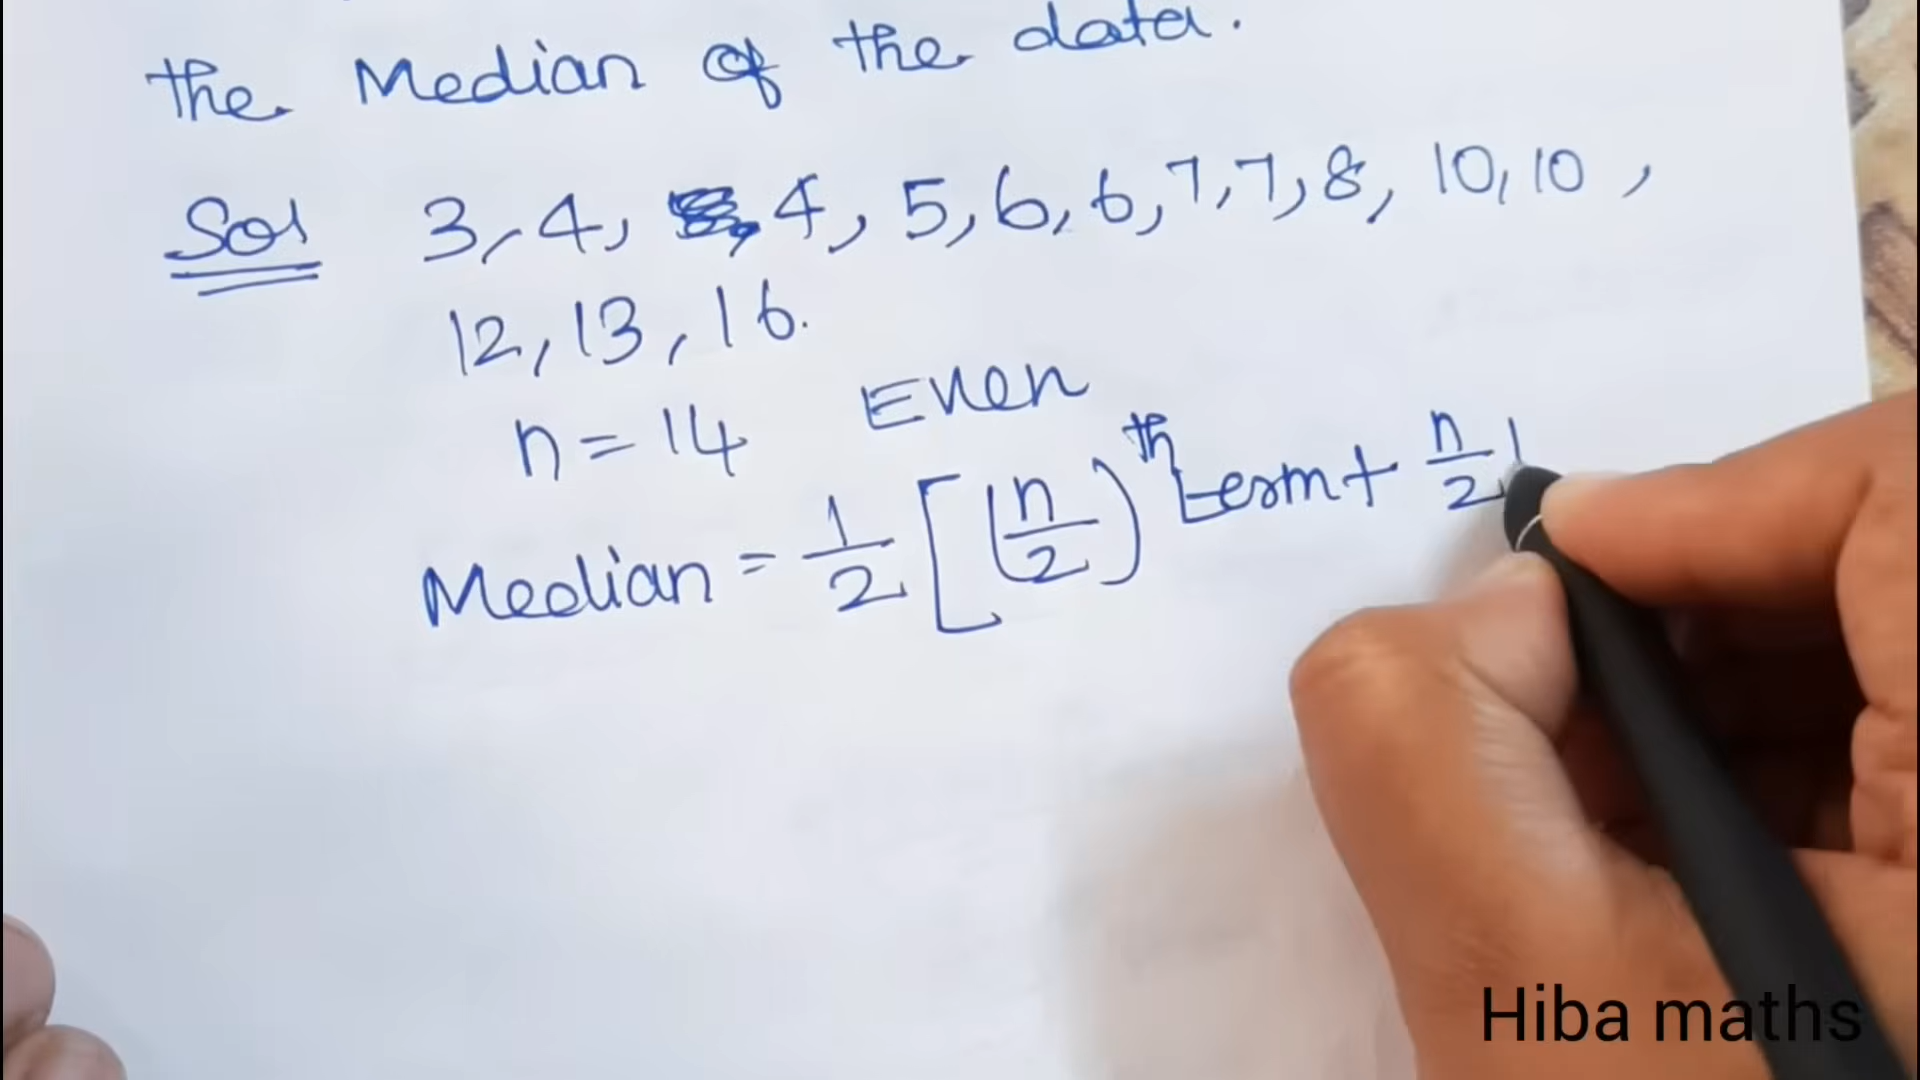 the Median of the data.
Sol 3, 4, 4, 5, 6, 6, 7, 7, 8, 10, 10,
12, 13, 16.
n = 14 Even
Median = 1/2 [(n/2)th term + n/2
Hiba maths